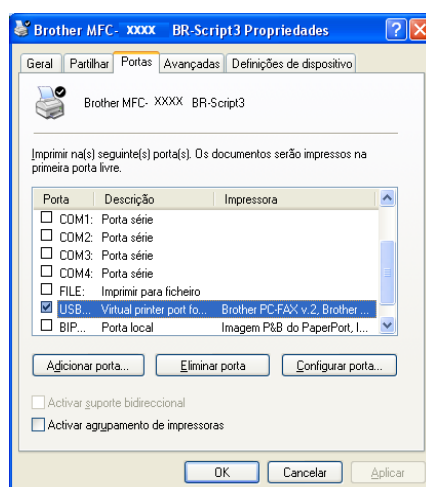 Brother MFC- XXXX BR-Script3 Propriedades
Geral Partilhar Portas Avançadas Definições de dispositivo
Brother MFC- XXXX BR-Script3
Imprimir na(s) seguinte(s) porta(s). Os documentos serão impressos na
primeira porta livre.
Porta Descrição Impressora
COM1: Porta série
COM2: Porta série
COM3: Porta série
COM4: Porta série
FILE: Imprimir para ficheiro
USB... Virtual printer port fo... Brother PC-FAX v.2, Brother ...
BIP... Porta local Imagem P&B do PaperPort, I...
Adicionar porta... Eliminar porta Configurar porta...
Activar suporte bidireccional
Activar agrupamento de impressoras
OK Cancelar Aplicar